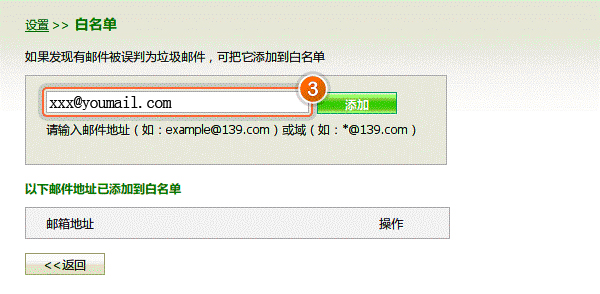 设置 >> 白名单
如果发现有邮件被误判为垃圾邮件，可把它添加到白名单
xxx@youmail.com 3 添加
请输入邮件地址（如：example@139.com）或域（如：*@139.com）
以下邮件地址已添加到白名单
邮箱地址 操作
<<返回